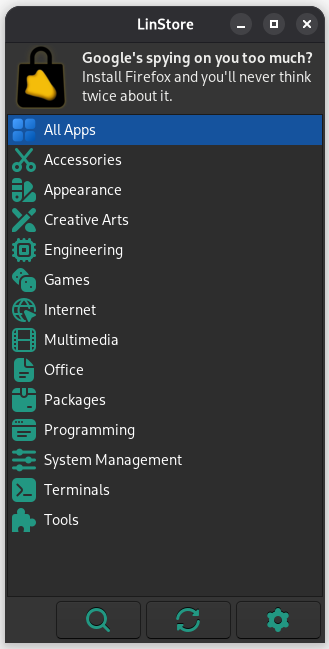 LinStore
Google's spying on you too much?
Install Firefox and you'll never think
twice about it.
All Apps
Accessories
Appearance
Creative Arts
Engineering
Games
Internet
Multimedia
Office
Packages
Programming
System Management
Terminals
Tools